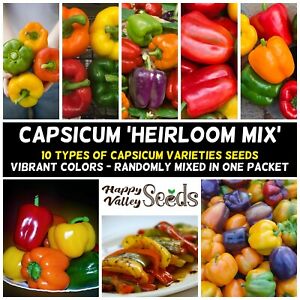 CAPSICUM 'HEIRLOOM MIX'
10 TYPES OF CAPSICUM VARIETIES SEEDS
VIBRANT COLORS - RANDOMLY MIXED IN ONE PACKET
Happy
Valley
Seeds